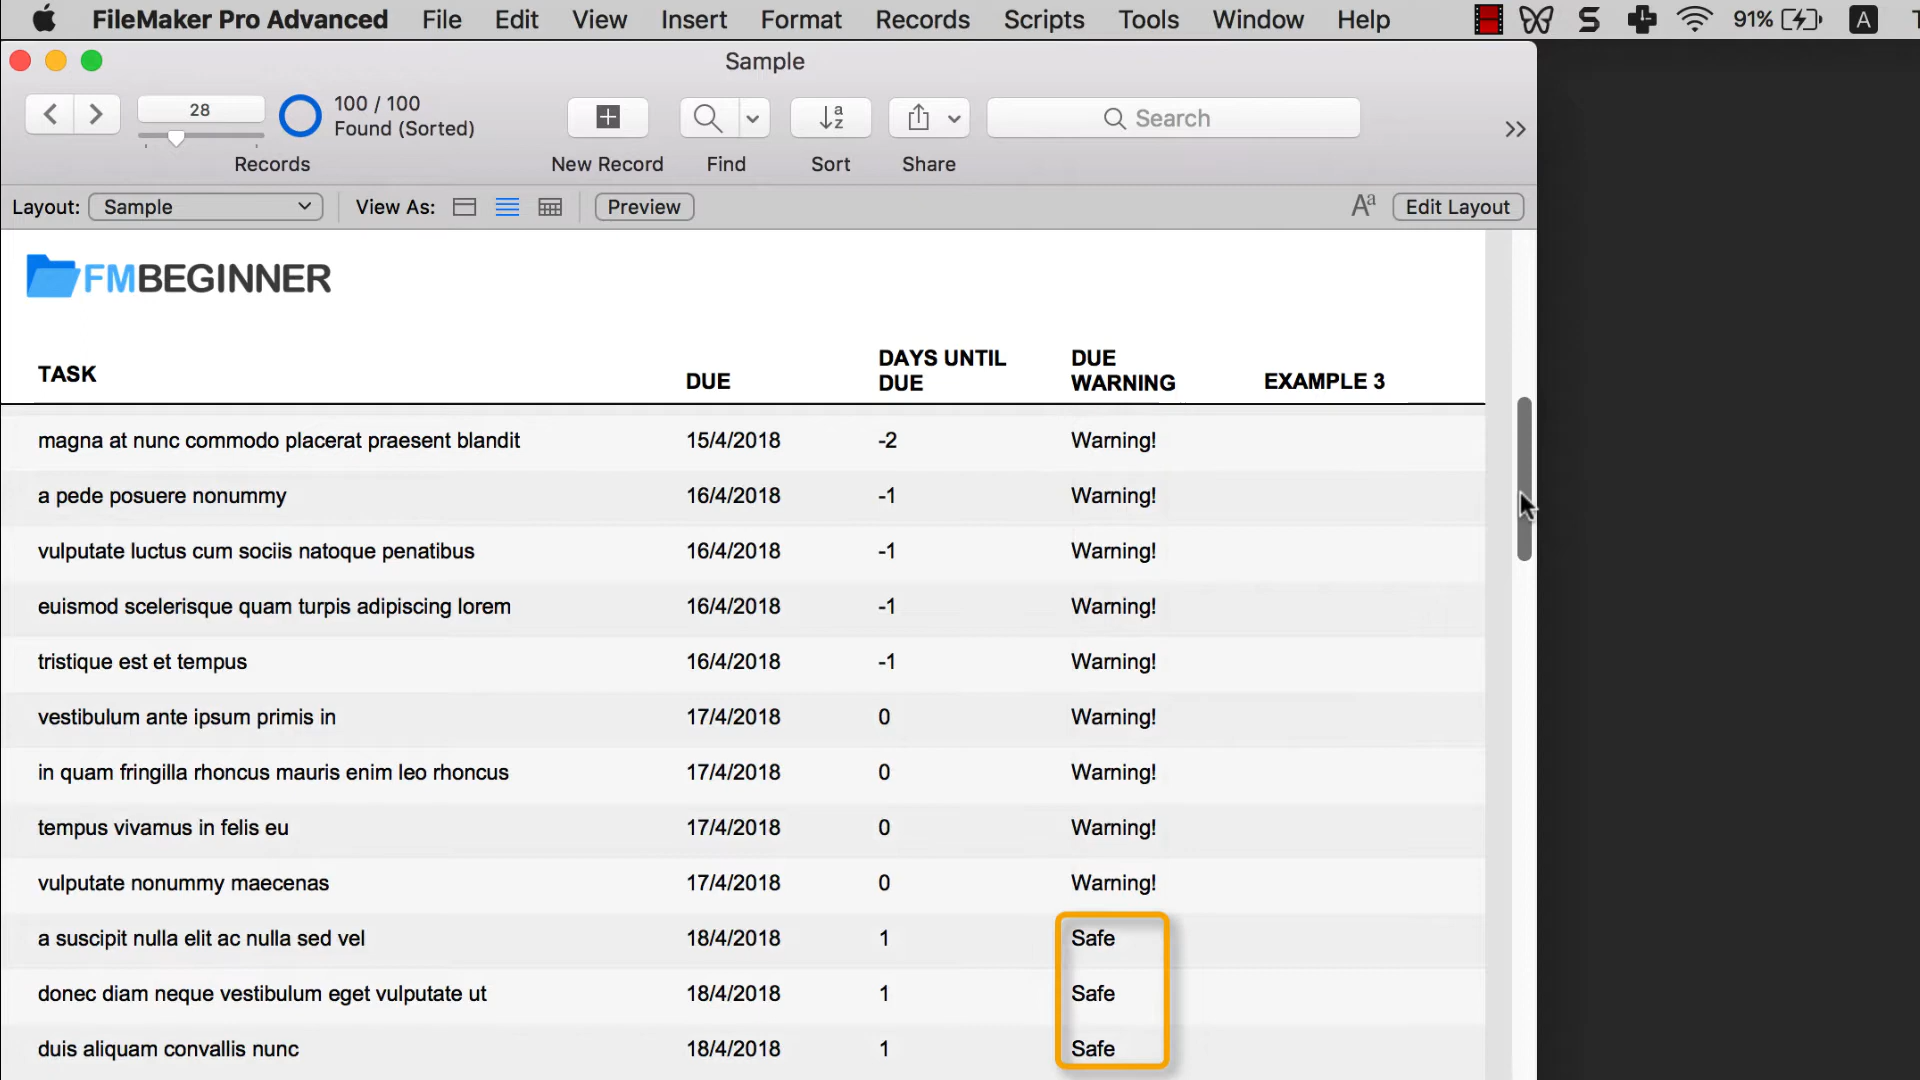 FileMaker Pro Advanced File Edit View Insert Format Records Scripts Tools Window Help 91% A
Sample
28
100 / 100
Found (Sorted)
Search
Records New Record Find Sort Share
Layout: Sample View As: Preview Aa Edit Layout
FMBEGINNER
TASK DUE DAYS UNTIL DUE DUE WARNING EXAMPLE 3
magna at nunc commodo placerat praesent blandit 15/4/2018 -2 Warning!
a pede posuere nonummy 16/4/2018 -1 Warning!
vulputate luctus cum sociis natoque penatibus 16/4/2018 -1 Warning!
euismod scelerisque quam turpis adipiscing lorem 16/4/2018 -1 Warning!
tristique est et tempus 16/4/2018 -1 Warning!
vestibulum ante ipsum primis in 17/4/2018 0 Warning!
in quam fringilla rhoncus mauris enim leo rhoncus 17/4/2018 0 Warning!
tempus vivamus in felis eu 17/4/2018 0 Warning!
vulputate nonummy maecenas 17/4/2018 0 Warning!
a suscipit nulla elit ac nulla sed vel 18/4/2018 1 Safe
donec diam neque vestibulum eget vulputate ut 18/4/2018 1 Safe
duis aliquam convallis nunc 18/4/2018 1 Safe